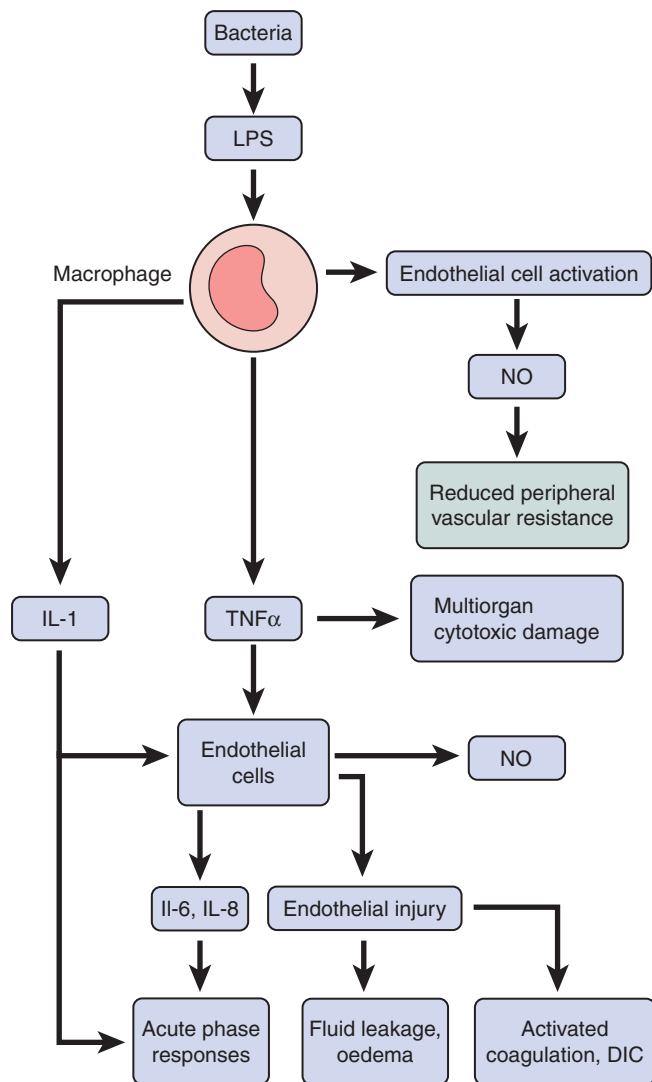 Bacteria
LPS
Macrophage
Endothelial cell activation
NO
Reduced peripheral
vascular resistance
IL-1
TNFα
Multiorgan
cytotoxic damage
Endothelial
cells
NO
Il-6, IL-8
Endothelial injury
Acute phase
responses
Fluid leakage,
oedema
Activated
coagulation, DIC